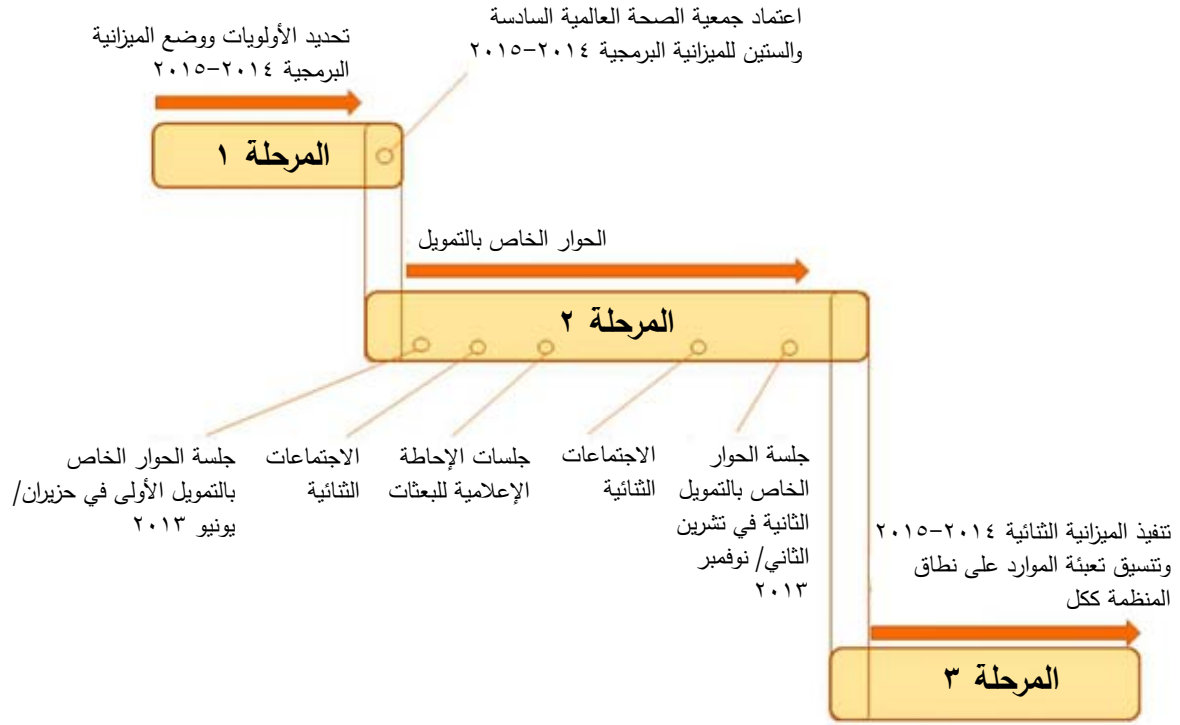 اعتماد جمعية الصحة العالمية السادسة
والستين للميزانية البرمجية ٢٠١٤-٢٠١٥
تحديد الأولويات ووضع الميزانية
البرمجية ٢٠١٤-٢٠١٥
المرحلة ١
الحوار الخاص بالتمويل
المرحلة ٢
جلسة الحوار الخاص
بالتمويل الأولى في حزيران/
يونيو ٢٠١٣
الاجتماعات
الثنائية
جلسات الإحاطة
الإعلامية للبعثات
الاجتماعات
الثنائية
جلسة الحوار
الخاص بالتمويل
الثانية في تشرين
الثاني/ نوفمبر
٢٠١٣
تتفيذ الميزانية الثنائية ٢٠١٤-٢٠١٥
وتنسيق تعبئة الموارد على نطاق
المنظمة ككل
المرحلة ٣